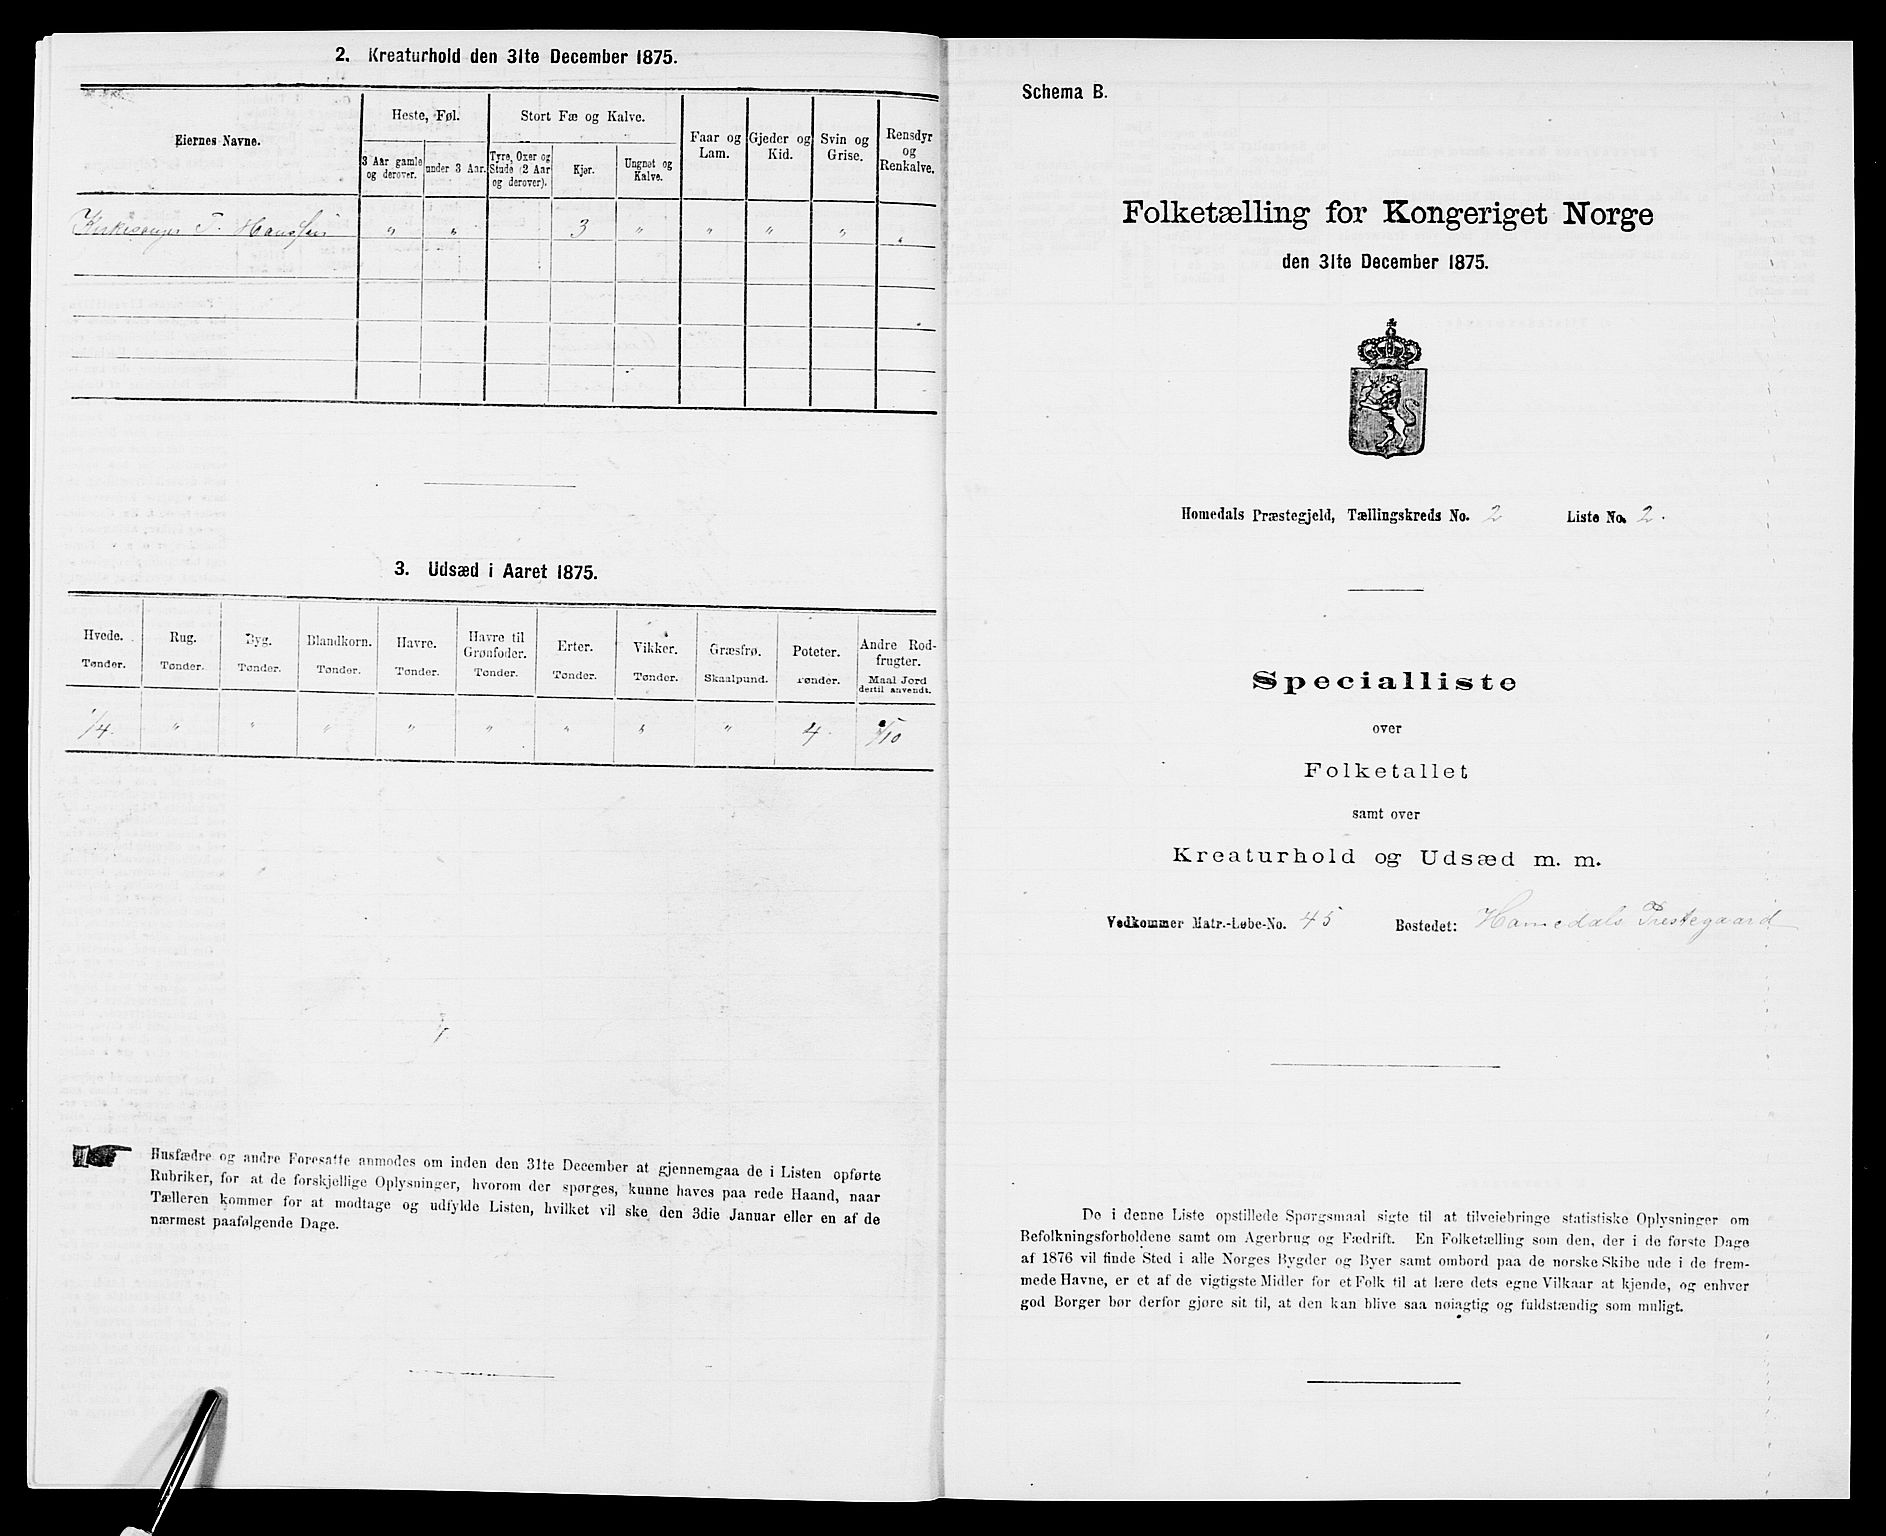 2. Kreaturhold den 31te December 1875.
Eiernes Navne.
Heste, Føl.
Stort Fæ og Kalve.
Faar og
Lam.
Gjeder og
Kid.
Svin og
Grise.
Rensdyr
og
Renkalve.
3 Aar gamle
og derover.
under 3 Aar.
Tyre, Oxer og
Stude (2 Aar
og derover).
Kjør.
Ungnøt og
Kalve.
Kirkesanger T. " " 3 " " " " "
3. Udsæd i Aaret 1875.
Hvede.
Tønder.
Rug.
Tønder.
Byg.
Tønder.
Blandkorn.
Tønder.
Havre.
Tønder.
Havre til
Grønfoder.
Tønder.
Erter.
Tønder.
Vikker.
Tønder.
Græsfrø.
Skaalpund.
Poteter.
Tønder.
Andre Rod-
frugter.
Maal Jord
dertil anvendt.
1/4. " " " " " " " " 4.
Husfædre og andre Foresatte anmodes om inden den 31te December at gjennemgaa de i Listen opførte
Rubriker, for at de forskjellige Oplysninger, hvorom der spørges, kunne haves paa rede Haand, naar
Tælleren kommer for at modtage og udfylde Listen, hvilket vil ske den 3die Januar eller en af de
nærmest paafølgende Dage.
Schema B.
Folketælling for Kongeriget Norge
den 31te December 1875.
Homedals Præstegjeld, Tællingskreds No. 2 Liste No. 2.
Specialliste
over
Folketallet
samt over
Kreaturhold og Udsæd m. m.
Vedkommer Matr.-Løbe-No. 45 Bostedet: Homedals Prestegaard
De i denne Liste opstillede Spørgsmaal sigte til at tilveiebringe statistiske Oplysninger om
Befolkningsforholdene samt om Agerbrug og Fædrift. En Folketælling som den, der i de første Dage
af 1876 vil finde Sted i alle Norges Bygder og Byer samt ombord paa de norske Skibe ude i de frem-
mede Havne, er et af de vigtigste Midler for et Folk til at lære dets egne Vilkaar at kjende, og enhver
god Borger bør derfor gjøre sit til, at den kan blive saa nøiagtig og fuldstændig som muligt.